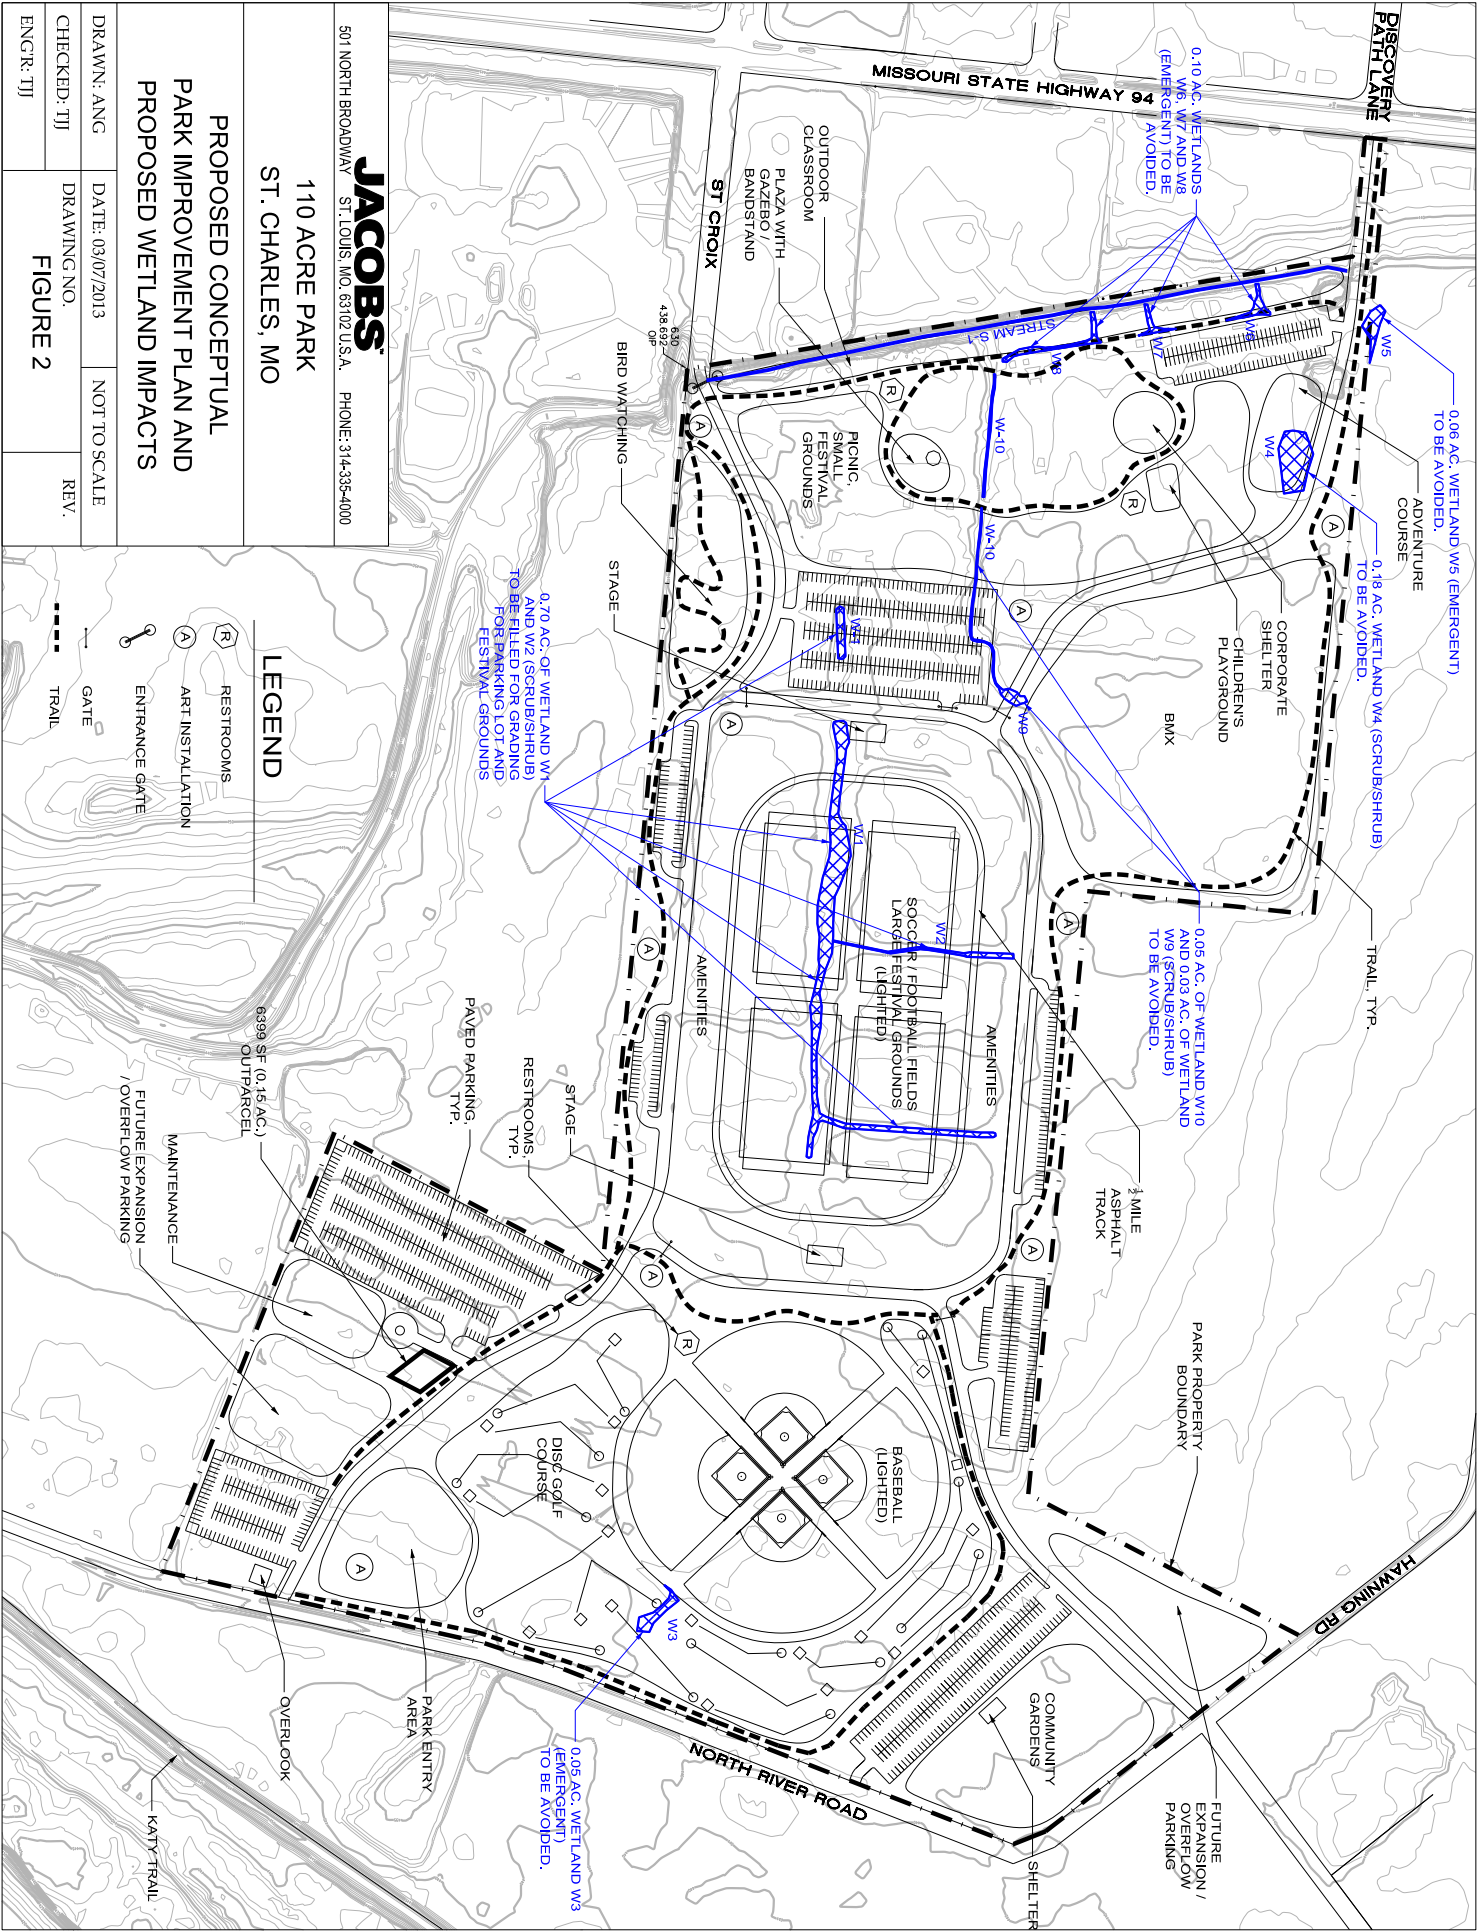 DISCOVERY
PATH LANE
MISSOURI STATE HIGHWAY 94
0.10 AC. WETLANDS
W6, W7 AND W8
(EMERGENT) TO BE
AVOIDED.
W5
0.06 AC. WETLAND W5 (EMERGENT)
TO BE AVOIDED.
W4
0.18 AC. WETLAND W4 (SCRUB/SHRUB)
TO BE AVOIDED.
ADVENTURE
COURSE
W6
W7
W8
STREAM S-1
OUTDOOR
CLASSROOM
PLAZA WITH
GAZEBO /
BANDSTAND
ST CROIX
630
438.692
OIP
BIRD WATCHING
R
A
PICNIC,
SMALL
FESTIVAL
GROUNDS
W-10
W-10
R
A
CORPORATE
SHELTER
CHILDREN'S
PLAYGROUND
BMX
A
STAGE
W-1
W9
A
TRAIL, TYP.
0.05 AC. OF WETLAND W10
AND 0.03 AC. OF WETLAND
W9 (SCRUB/SHRUB)
TO BE AVOIDED.
0.70 AC. OF WETLAND W1
AND W2 (SCRUB/SHRUB)
TO BE FILLED FOR GRADING
FOR PARKING LOT AND
FESTIVAL GROUNDS
W1
W2
SOCCER / FOOTBALL FIELDS
LARGE FESTIVAL GROUNDS
(LIGHTED)
A
A
AMENITIES
AMENITIES
½ MILE
ASPHALT
TRACK
A
STAGE
RESTROOMS,
TYP.
PAVED PARKING,
TYP.
6399 SF (0.15 AC.)
OUTPARCEL
MAINTENANCE
FUTURE EXPANSION
/ OVERFLOW PARKING
A
R
PARK PROPERTY
BOUNDARY
BASEBALL
(LIGHTED)
DISC GOLF
COURSE
A
W3
0.05 AC. WETLAND W3
(EMERGENT)
TO BE AVOIDED.
PARK ENTRY
AREA
OVERLOOK
KATY TRAIL
NORTH RIVER ROAD
HAWNING RD
COMMUNITY
GARDENS
SHELTER
FUTURE
EXPANSION /
OVERFLOW
PARKING
LEGEND
R RESTROOMS
A ART INSTALLATION
ENTRANCE GATE
GATE
TRAIL
JACOBS
501 NORTH BROADWAY ST. LOUIS, MO. 63102 U.S.A. PHONE: 314-335-4000
110 ACRE PARK
ST. CHARLES, MO
PROPOSED CONCEPTUAL
PARK IMPROVEMENT PLAN AND
PROPOSED WETLAND IMPACTS
DRAWN: ANG DATE: 03/07/2013 NOT TO SCALE
CHECKED: TJJ DRAWING NO. REV.
ENG'R: TJJ FIGURE 2